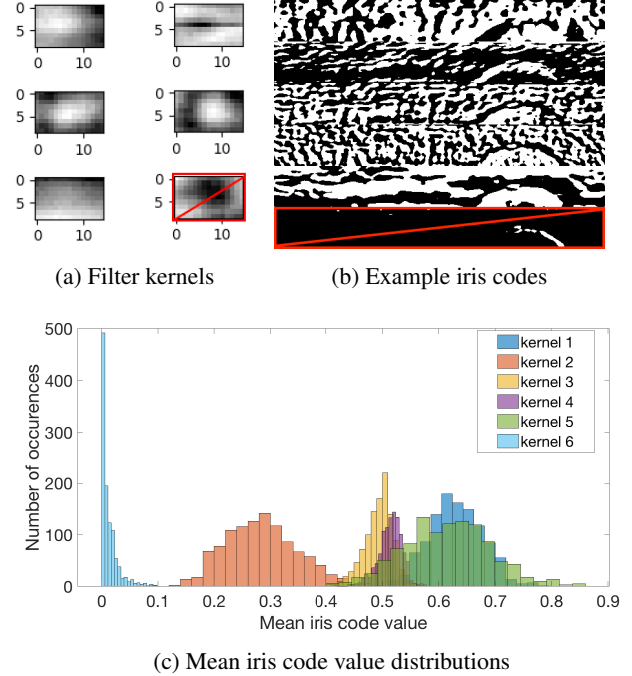 0
5
0
10
0
5
0
10
0
5
0
10
0
5
0
10
0
5
0
10
0
5
0
10
(a) Filter kernels
(b) Example iris codes
500
400
300
200
100
0
Number of occurences
kernel 1
kernel 2
kernel 3
kernel 4
kernel 5
kernel 6
0 0.1 0.2 0.3 0.4 0.5 0.6 0.7 0.8 0.9
Mean iris code value
(c) Mean iris code value distributions